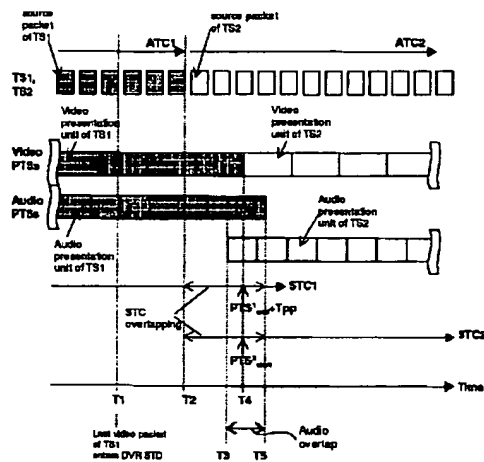 source
packet
of TS1
ATC1
source packet
of TS2
ATC2
TS1,
TS2
Video
presentation
unit of TS1
Video
presentation
unit of TS2
Video
PTSs
Audio
PTSs
Audio
presentation
unit of TS1
Audio
presentation
unit of TS2
STC
overlapping
STC1
+Tpp
STC2
Time
T1
T2
T4
Last video packet
of TS1
enters DVR STD
T3
T5
Audio
overlap